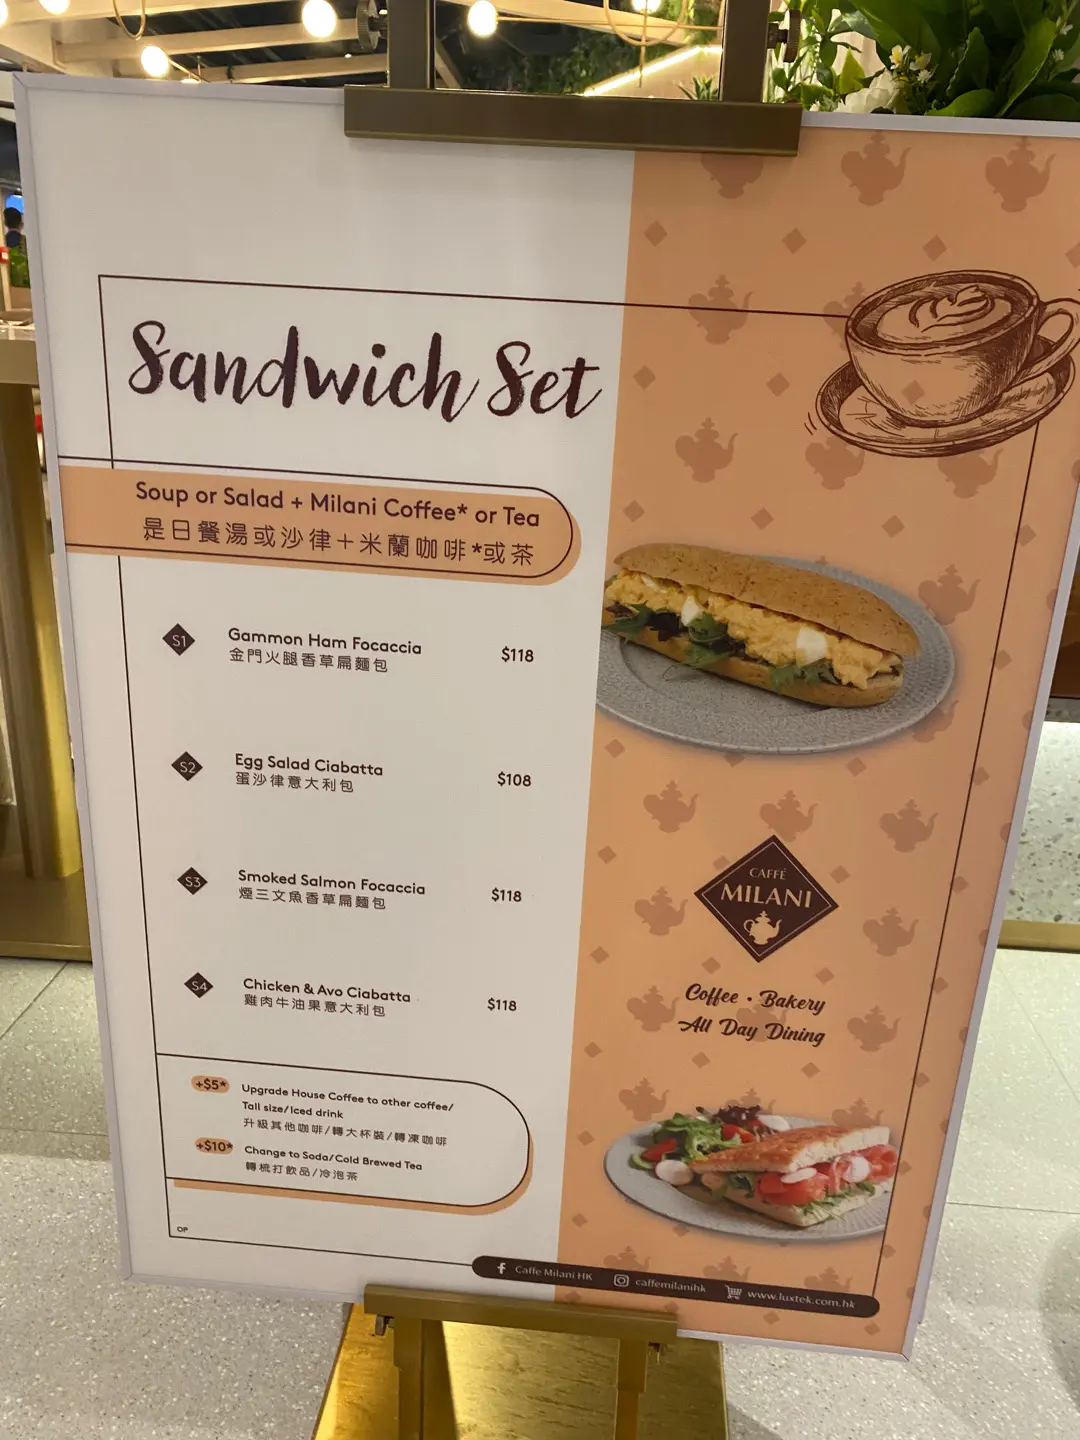 Sandwich Set
Soup or Salad + Milani Coffee* or Tea
是日餐湯或沙律＋米蘭咖啡*或茶
S1
Gammon Ham Focaccia
$118
金門火腿香草扁麵包
S2
Egg Salad Ciabatta
$108
蛋沙律意大利包
S3
Smoked Salmon Focaccia
$118
煙三文魚香草扁麵包
S4
Chicken & Avo Ciabatta
$118
雞肉牛油果意大利包
+$5*
Upgrade House Coffee to other coffee/
Tall size/Iced drink
升級其他咖啡/轉大杯裝/轉凍咖啡
+$10*
Change to Soda/Cold Brewed Tea
轉梳打飲品/冷泡茶
OP
CAFFÈ
MILANI
Coffee • Bakery
All Day Dining
Caffe Milani HK
caffemilanihk
www.luxtek.com.hk